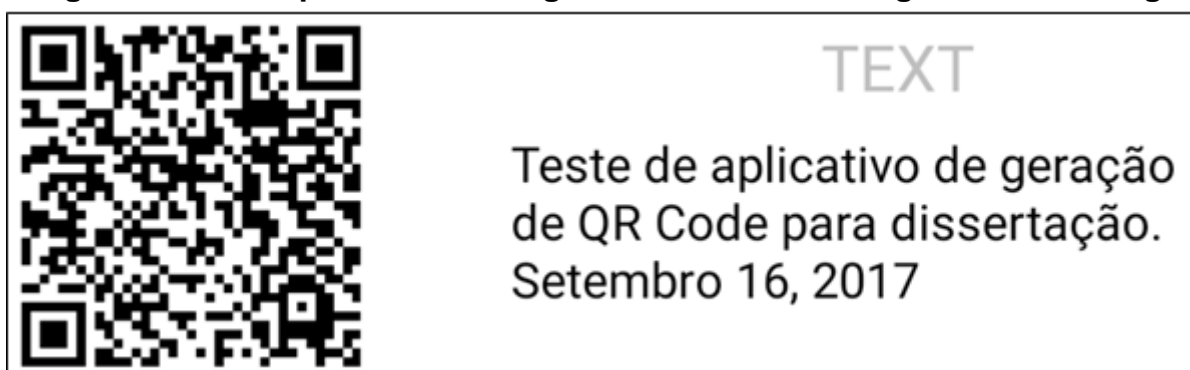 TEXT
Teste de aplicativo de geração
de QR Code para dissertação.
Setembro 16, 2017